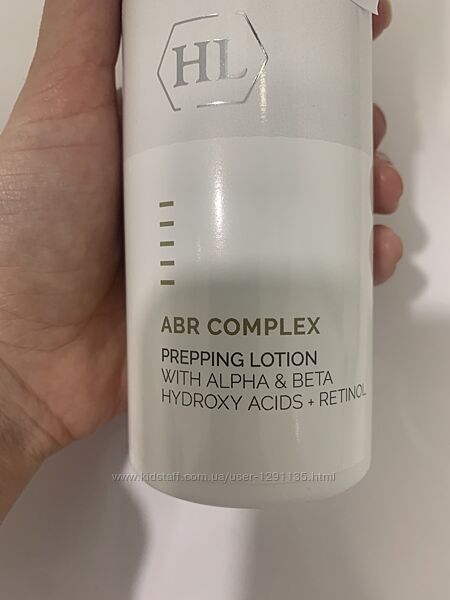 HL
ABR COMPLEX
PREPPING LOTION
WITH ALPHA & BETA
HYDROXY ACIDS + RETINOL
www.kidstaff.com.ua/user-1291135.html